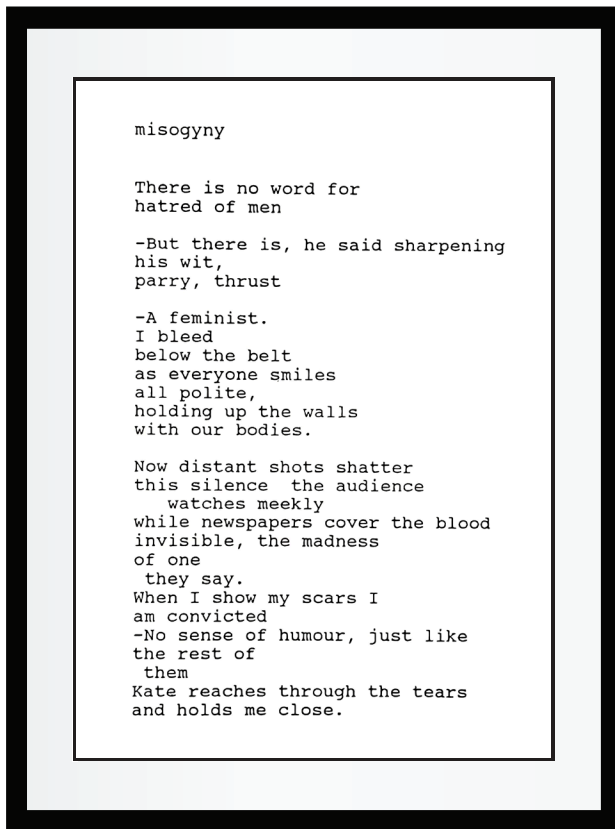 misogyny
There is no word for
hatred of men
-But there is, he said sharpening
his wit,
parry, thrust
-A feminist.
I bleed
below the belt
as everyone smiles
all polite,
holding up the walls
with our bodies.
Now distant shots shatter
this silence  the audience
   watches meekly
while newspapers cover the blood
invisible, the madness
of one
 they say.
When I show my scars I
am convicted
-No sense of humour, just like
the rest of
 them
Kate reaches through the tears
and holds me close.